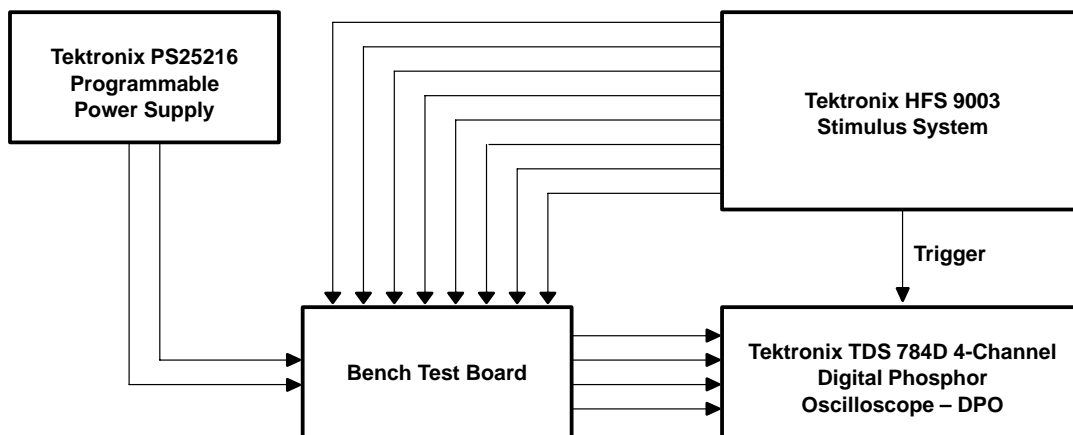 Tektronix PS25216
Programmable
Power Supply
Tektronix HFS 9003
Stimulus System
Trigger
Bench Test Board
Tektronix TDS 784D 4-Channel
Digital Phosphor
Oscilloscope – DPO